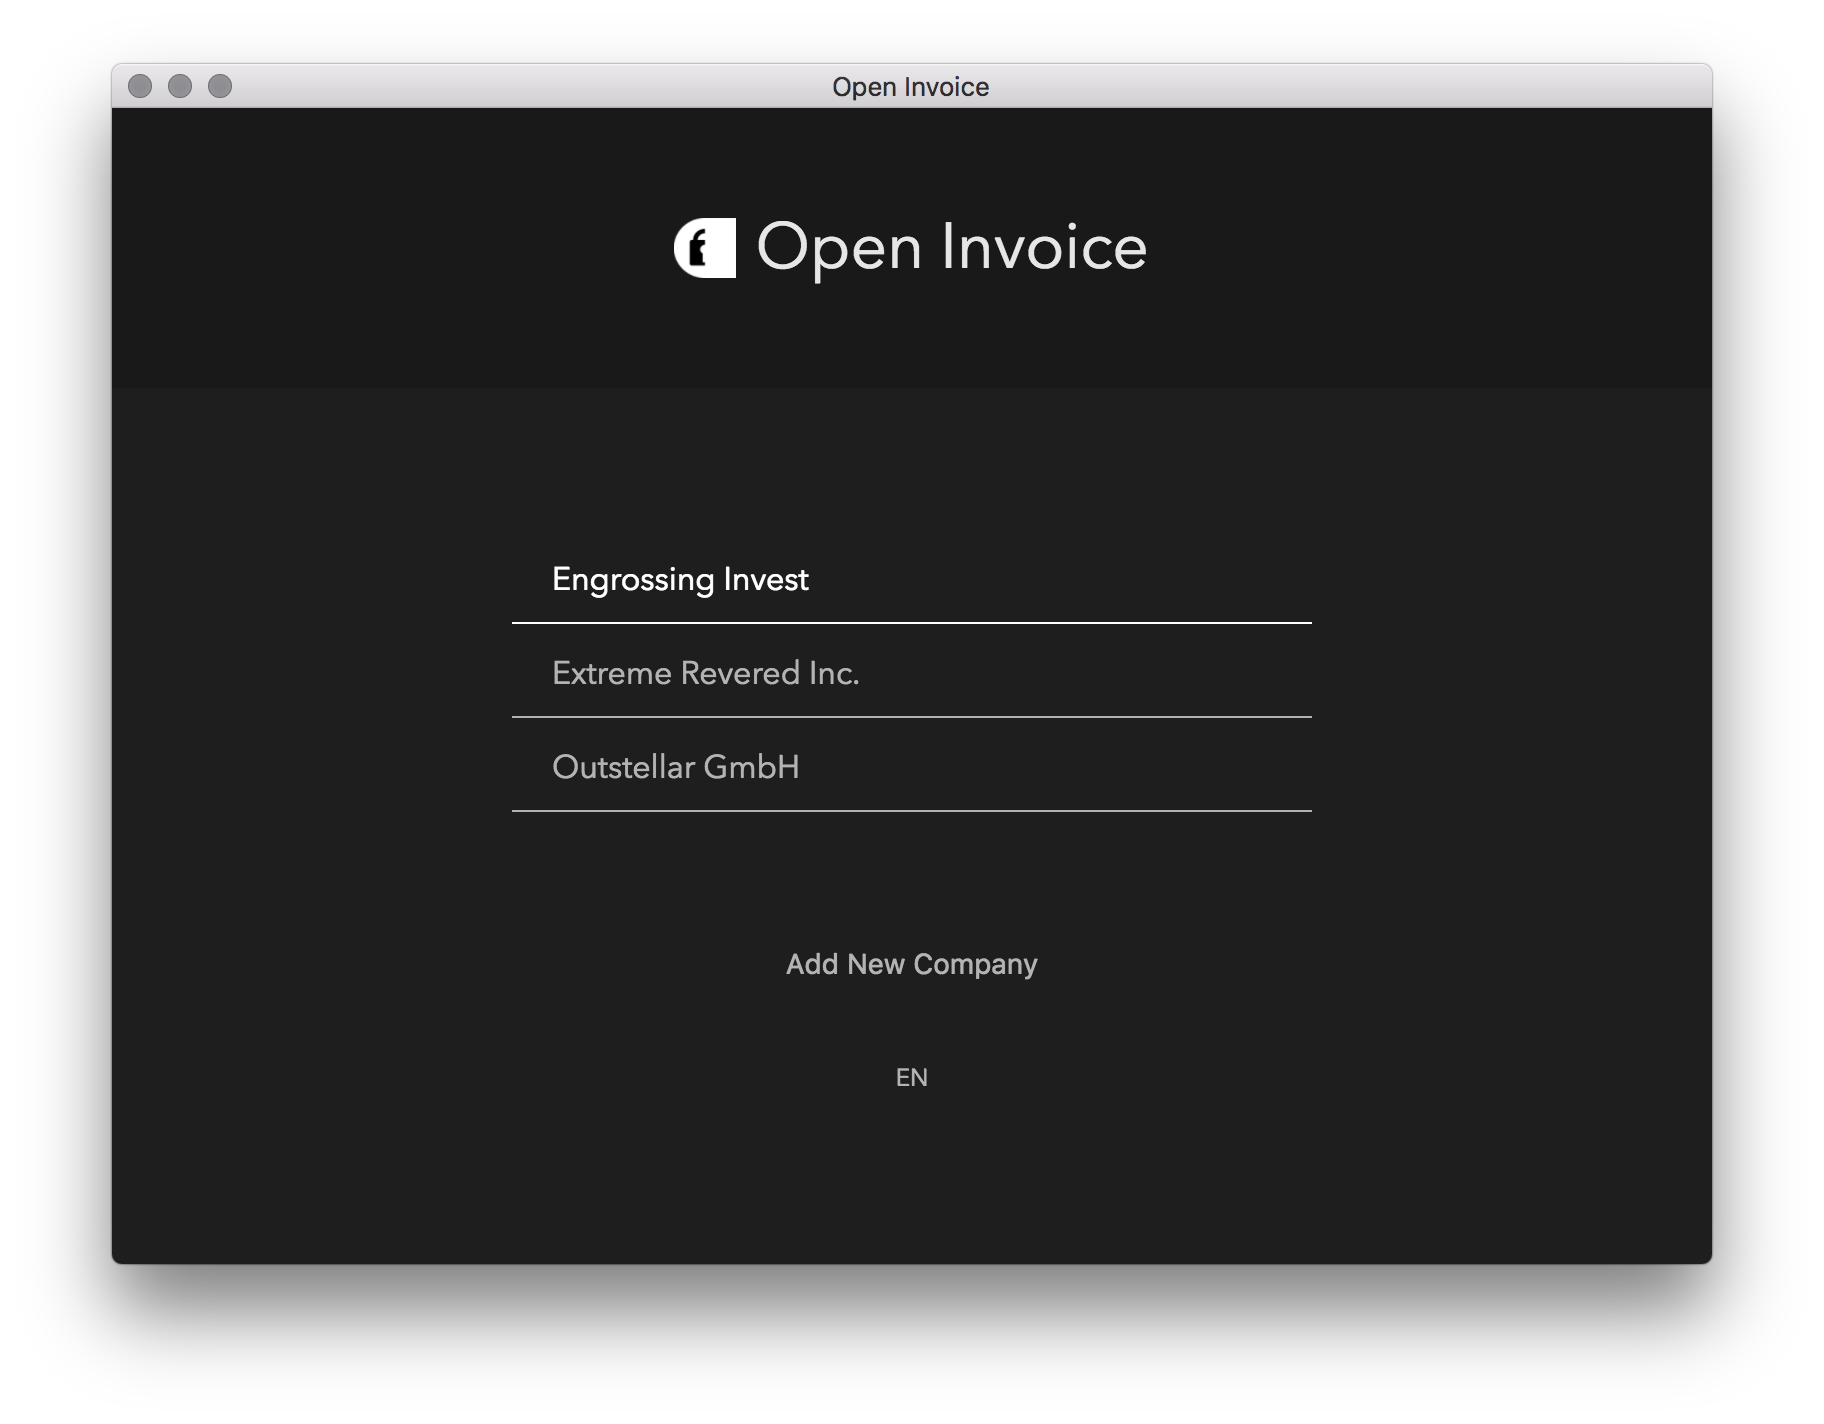 Open Invoice
Open Invoice
Engrossing Invest
Extreme Revered Inc.
Outstellar GmbH
Add New Company
EN